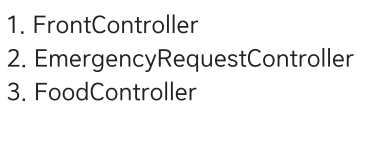 1. FrontController
2. EmergencyRequestController
3. FoodController